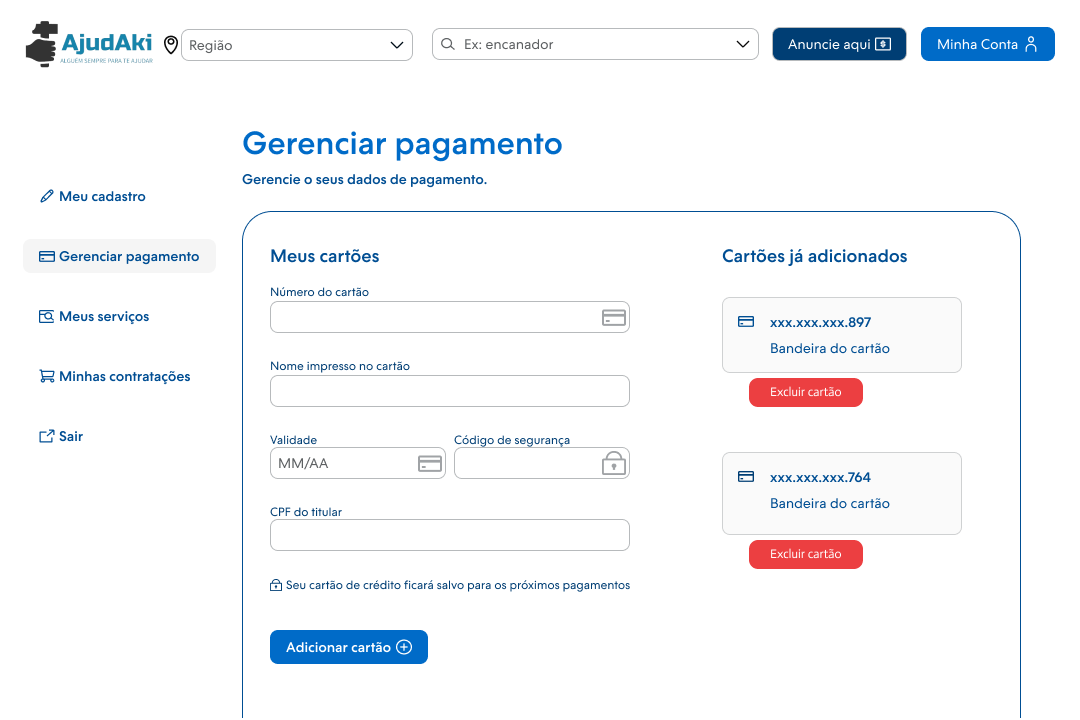 AjudAki
ALGUÉM SEMPRE PARA TE AJUDAR
Região
Ex: encanador
Anuncie aqui
Minha Conta
Gerenciar pagamento
Gerencie o seus dados de pagamento.
Meu cadastro
Gerenciar pagamento
Meus serviços
Minhas contratações
Sair
Meus cartões
Número do cartão
Nome impresso no cartão
Validade
Código de segurança
MM/AA
CPF do titular
Seu cartão de crédito ficará salvo para os próximos pagamentos
Adicionar cartão
Cartões já adicionados
xxx.xxx.xxx.897
Bandeira do cartão
Excluir cartão
xxx.xxx.xxx.764
Bandeira do cartão
Excluir cartão